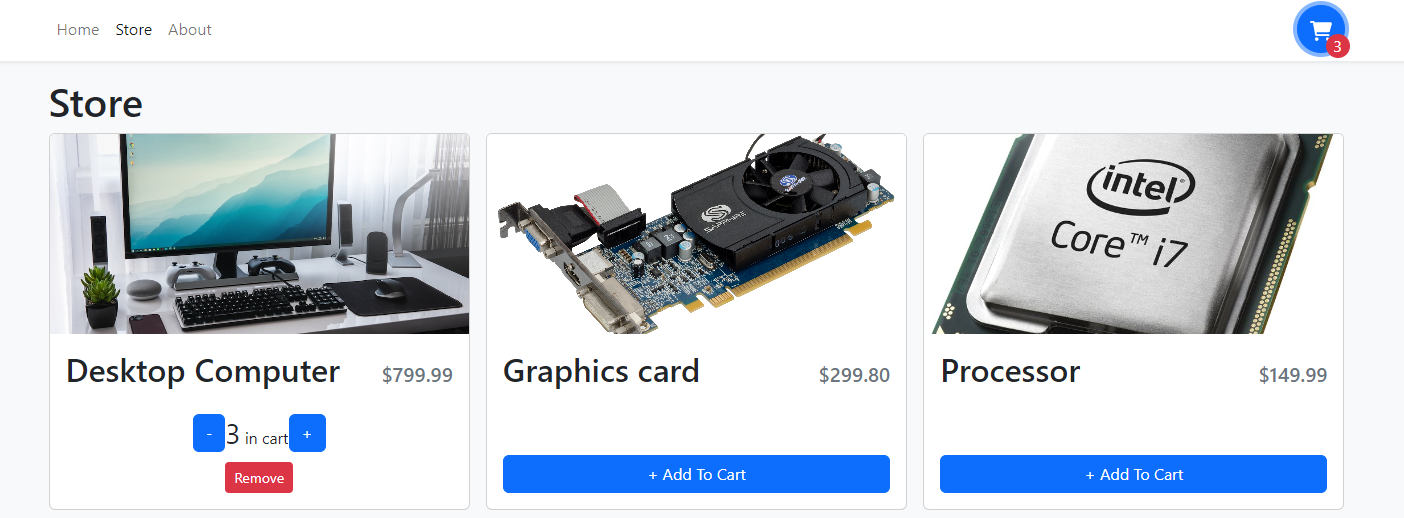 Home Store About
3
Store
intel
Core™ i7
SAPPHIRE
Desktop Computer $799.99
Graphics card $299.80
Processor $149.99
- 3 in cart +
Remove
+ Add To Cart
+ Add To Cart